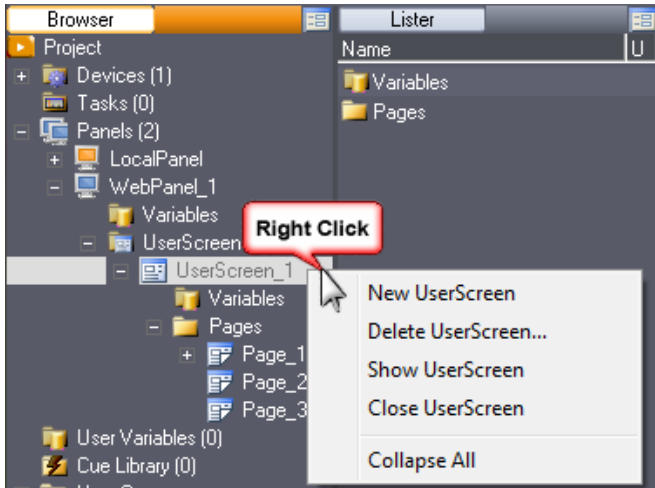 Browser
Project
+ Devices (1)
Tasks (0)
- Panels (2)
+ LocalPanel
- WebPanel_1
Variables
- UserScreen
- UserScreen_1
Variables
- Pages
+ Page_1
Page_2
Page_3
User Variables (0)
Cue Library (0)
Lister
Name U
Variables
Pages
Right Click
New UserScreen
Delete UserScreen...
Show UserScreen
Close UserScreen
Collapse All